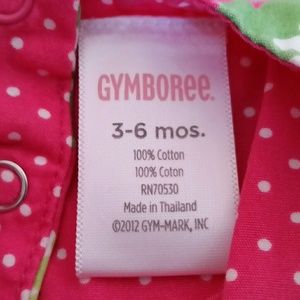 GYMBOREE.
3-6 mos.
100% Cotton
100% Coton
RN70530
Made in Thailand
©2012 GYM-MARK, INC